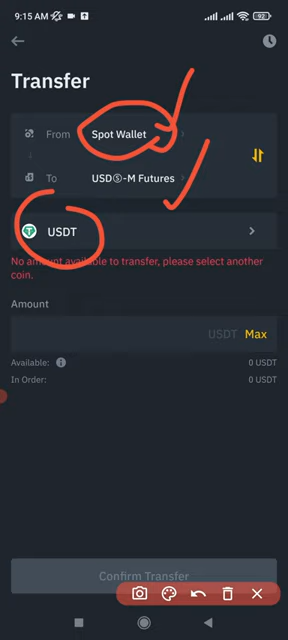 9:15 AM
92
Transfer
From Spot Wallet
To USDⓈ-M Futures
USDT
No amount available to transfer, please select another
coin.
Amount
USDT Max
Available: 0 USDT
In Order: 0 USDT
Confirm Transfer